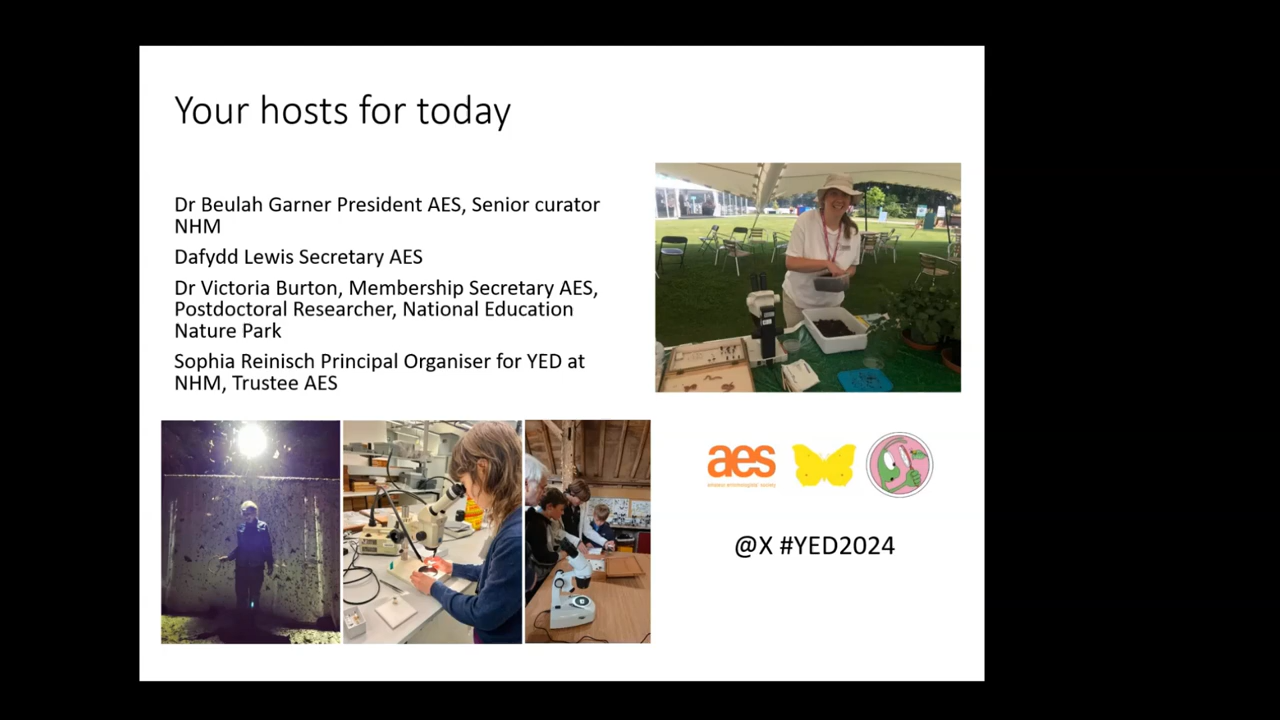 Your hosts for today
Dr Beulah Garner President AES, Senior curator
NHM
Dafydd Lewis Secretary AES
Dr Victoria Burton, Membership Secretary AES,
Postdoctoral Researcher, National Education
Nature Park
Sophia Reinisch Principal Organiser for YED at
NHM, Trustee AES
aes
@X #YED2024